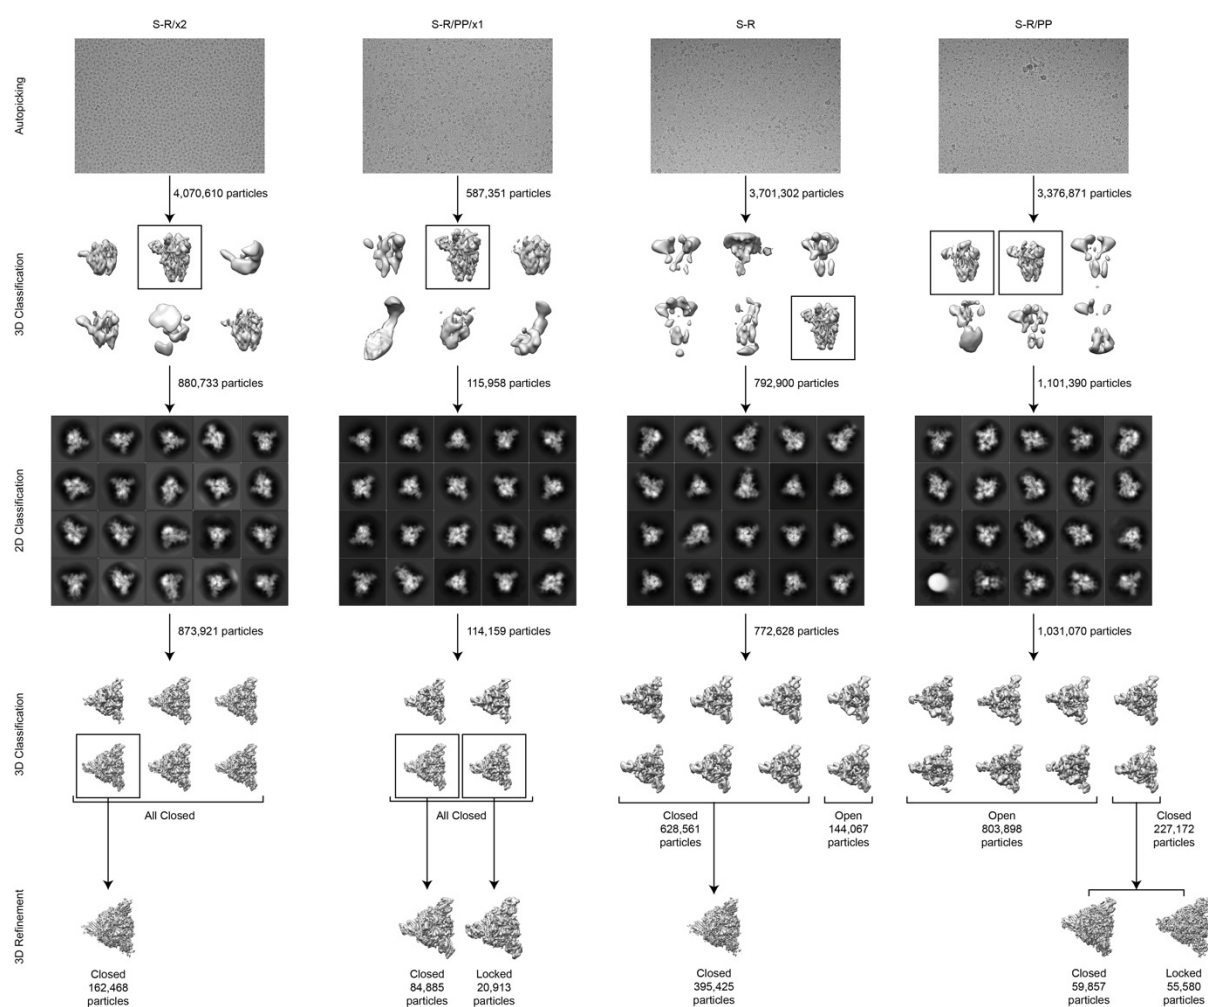 S-R/x2
S-R/PP/x1
S-R
S-R/PP
Autopicking
4,070,610 particles
587,351 particles
3,701,302 particles
3,376,871 particles
3D Classification
880,733 particles
115,958 particles
792,900 particles
1,101,390 particles
2D Classification
873,921 particles
114,159 particles
772,628 particles
1,031,070 particles
3D Classification
All Closed
All Closed
Closed
628,561
particles
Open
144,067
particles
Open
803,898
particles
Closed
227,172
particles
3D Refinement
Closed
162,468
particles
Closed
84,885
particles
Locked
20,913
particles
Closed
395,425
particles
Closed
59,857
particles
Locked
55,580
particles